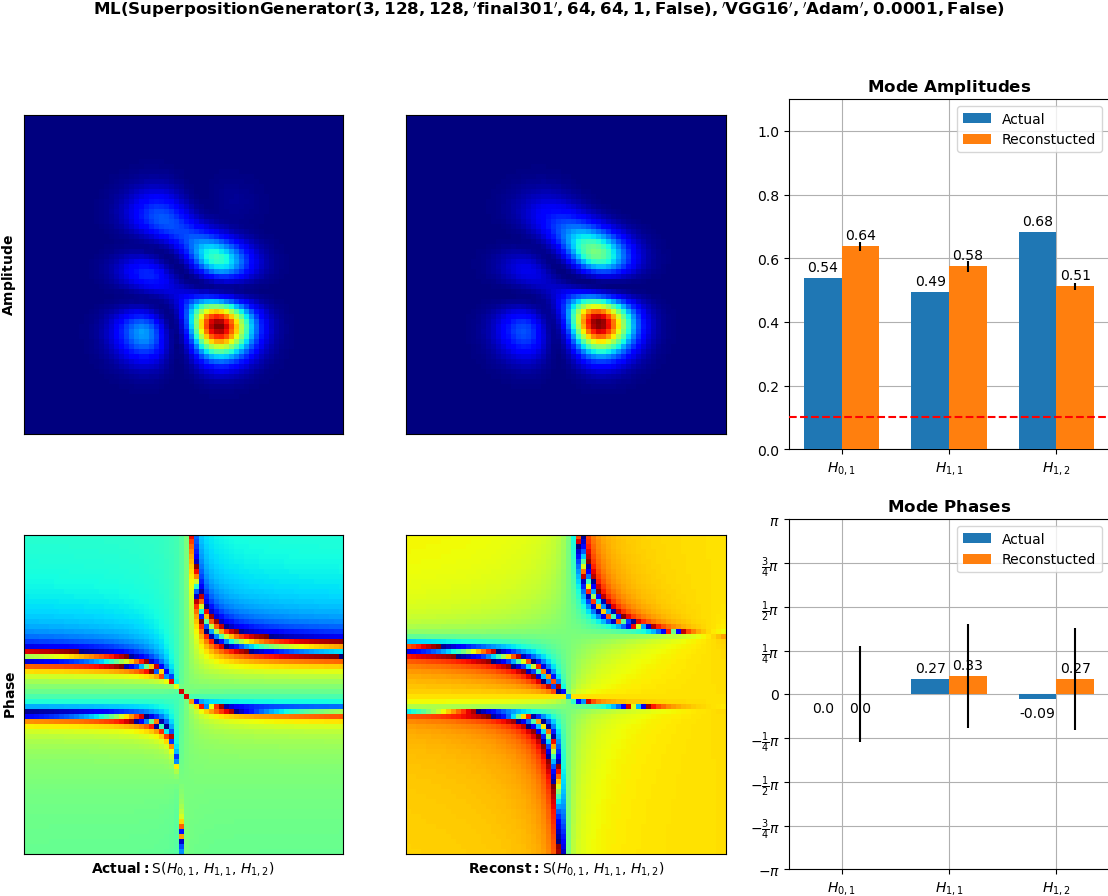 ML(SuperpositionGenerator(3, 128, 128, ′final301′, 64, 64, 1, False), ′VGG16′, ′Adam′, 0.0001, False)
Amplitude
Mode Amplitudes
Actual
Reconstucted
1.0
0.8
0.6
0.4
0.2
0.0
0.54
0.64
0.49
0.58
0.68
0.51
H0, 1
H1, 1
H1, 2
Phase
Actual: S(H0, 1, H1, 1, H1, 2)
Reconst: S(H0, 1, H1, 1, H1, 2)
Mode Phases
Actual
Reconstucted
π
3/4π
1/2π
1/4π
0
−1/4π
−1/2π
−3/4π
−π
0.0
0.0
0.27
0.33
-0.09
0.27
H0, 1
H1, 1
H1, 2